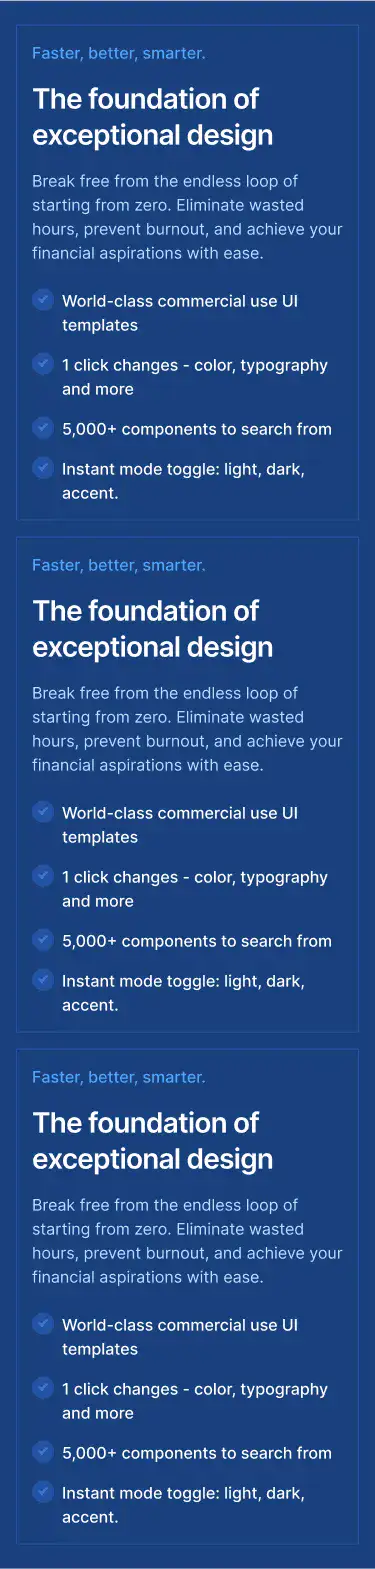 Faster, better, smarter.
The foundation of
exceptional design
Break free from the endless loop of
starting from zero. Eliminate wasted
hours, prevent burnout, and achieve your
financial aspirations with ease.
World-class commercial use UI
templates
1 click changes - color, typography
and more
5,000+ components to search from
Instant mode toggle: light, dark,
accent.
Faster, better, smarter.
The foundation of
exceptional design
Break free from the endless loop of
starting from zero. Eliminate wasted
hours, prevent burnout, and achieve your
financial aspirations with ease.
World-class commercial use UI
templates
1 click changes - color, typography
and more
5,000+ components to search from
Instant mode toggle: light, dark,
accent.
Faster, better, smarter.
The foundation of
exceptional design
Break free from the endless loop of
starting from zero. Eliminate wasted
hours, prevent burnout, and achieve your
financial aspirations with ease.
World-class commercial use UI
templates
1 click changes - color, typography
and more
5,000+ components to search from
Instant mode toggle: light, dark,
accent.